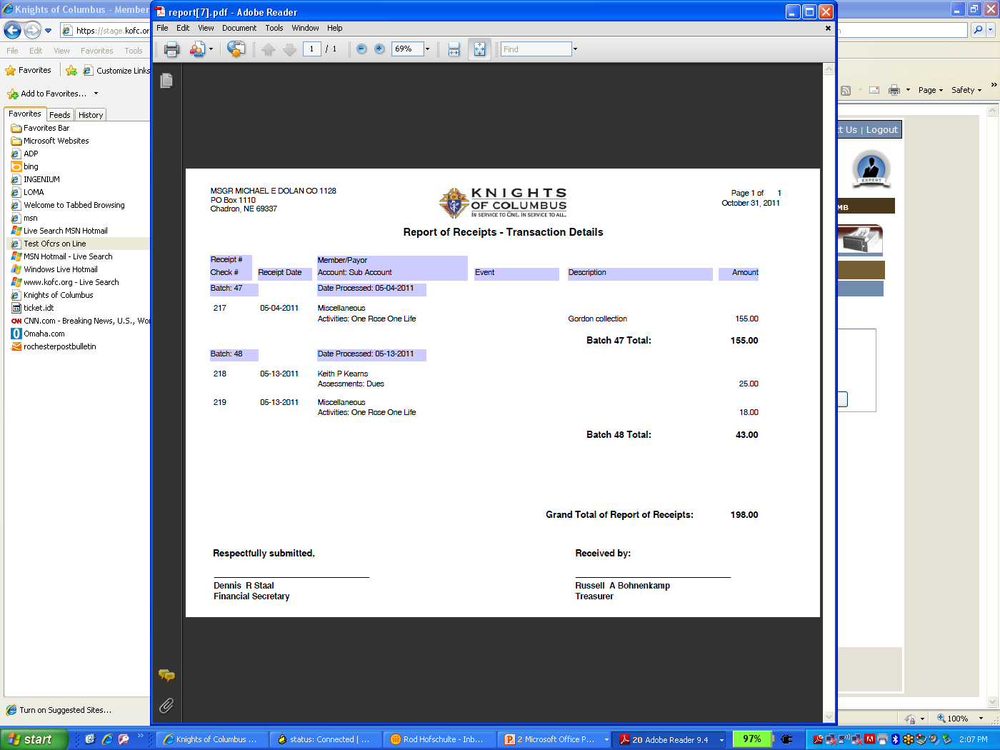 Knights of Columbus - Member
report[7].pdf - Adobe Reader
https://stage.kofc.or
File Edit View Favorites Tools
File Edit View Document Tools Window Help
1 / 1
69%
Find
Favorites
Customize Links
Add to Favorites...
Page
Safety
Favorites
Feeds
History
Favorites Bar
Microsoft Websites
ADP
bing
INGENIUM
LOMA
Welcome to Tabbed Browsing
msn
Live Search MSN Hotmail
Test Ofcrs on Line
MSN Hotmail - Live Search
Windows Live Hotmail
www.kofc.org - Live Search
Knights of Columbus
ticket.idt
CNN.com - Breaking News, U.S., Wo
Omaha.com
rochesterpostbulletin
Turn on Suggested Sites...
MSGR MICHAEL E DOLAN CO 1128
PO Box 1110
Chadron, NE 69337
KNIGHTS
OF COLUMBUS
IN SERVICE TO ONE. IN SERVICE TO ALL.
Page 1 of 1
October 31, 2011
Report of Receipts - Transaction Details
Receipt # Member/Payor
Check # Receipt Date Account: Sub Account Event Description Amount
Batch: 47 Date Processed: 05-04-2011
217 05-04-2011 Miscellaneous
Activities: One Rose One Life Gordon collection 155.00
Batch 47 Total: 155.00
Batch: 48 Date Processed: 05-13-2011
218 05-13-2011 Keith P Kearns
Assessments: Dues 25.00
219 05-13-2011 Miscellaneous
Activities: One Rose One Life 18.00
Batch 48 Total: 43.00
Grand Total of Report of Receipts: 198.00
Respectfully submitted, Received by:
Dennis R Staal Russell A Bohnenkamp
Financial Secretary Treasurer
ct Us | Logout
EXPERT
MB
100%
start
Knights of Columbus ...
status: Connected | ...
Rod Hofschulte - Inb...
2 Microsoft Office P...
20 Adobe Reader 9.4
97%
2:07 PM